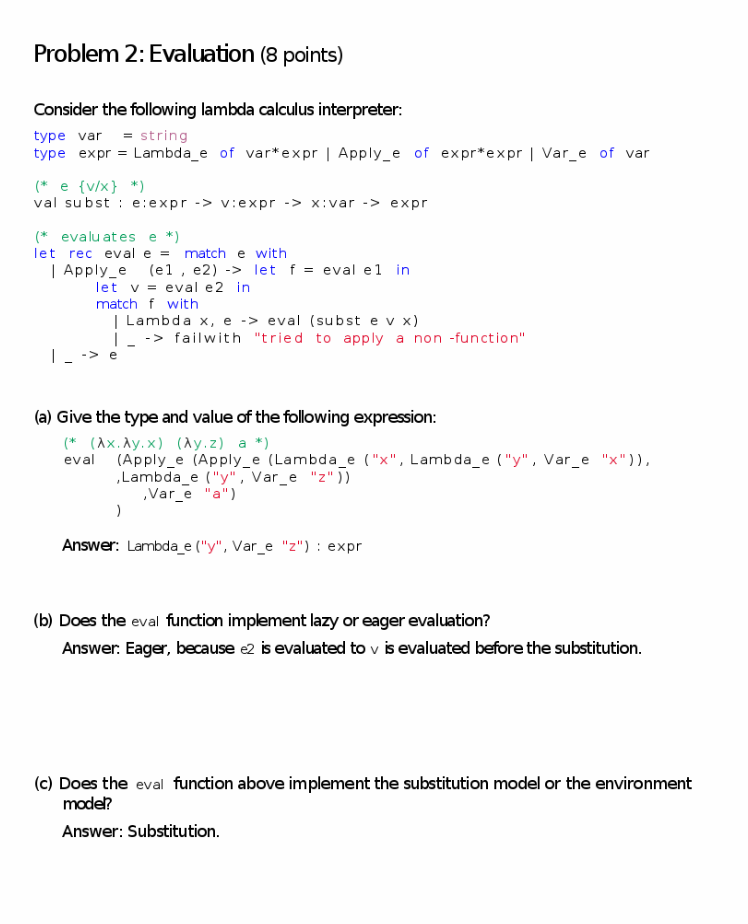 Problem 2: Evaluation (8 points)
Consider the following lambda calculus interpreter:
type var = string
type expr = Lambda_e of var*expr | Apply_e of expr*expr | Var_e of var
(* e {v/x} *)
val subst : e:expr -> v:expr -> x:var -> expr
(* evaluates e *)
let rec eval e = match e with
| Apply_e (e1 , e2) -> let f = eval e1 in
let v = eval e2 in
match f with
| Lambda x, e -> eval (subst e v x)
| _ -> failwith "tried to apply a non -function"
| _ -> e
(a) Give the type and value of the following expression:
(* (λx.λy.x) (λy.z) a *)
eval (Apply_e (Apply_e (Lambda_e ("x", Lambda_e ("y", Var_e "x")),
,Lambda_e ("y", Var_e "z"))
,Var_e "a")
)
Answer: Lambda_e ("y", Var_e "z") : expr
(b) Does the eval function implement lazy or eager evaluation?
Answer: Eager, because e2 is evaluated to v is evaluated before the substitution.
(c) Does the eval function above implement the substitution model or the environment
model?
Answer: Substitution.